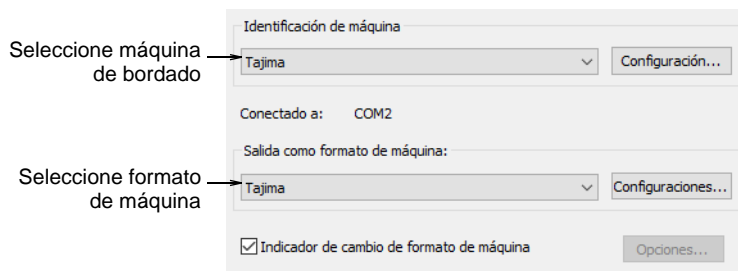 Identificación de máquina
Seleccione máquina de bordado
Tajima
Configuración...
Conectado a: COM2
Salida como formato de máquina:
Seleccione formato de máquina
Tajima
Configuraciones...
Indicador de cambio de formato de máquina
Opciones...